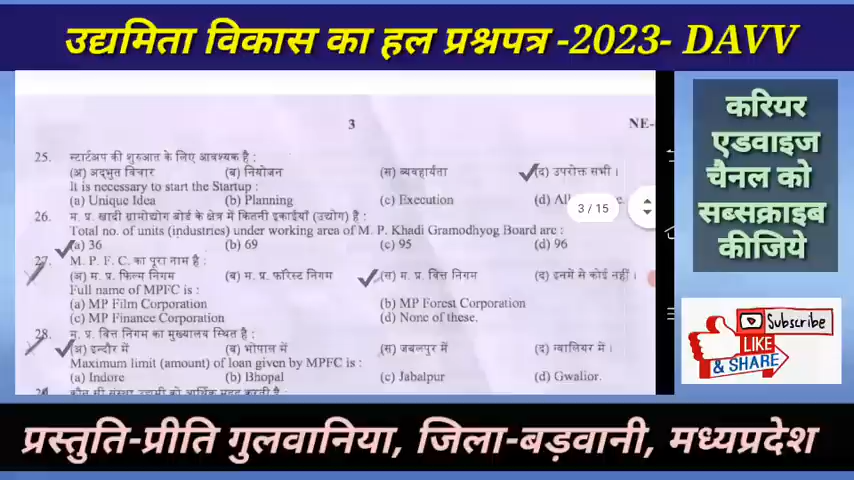 उद्यमिता विकास का हल प्रश्नपत्र -2023- DAVV
3
NE-
25. स्टार्टअप की शुरुआत के लिए आवश्यक है :
(अ) अद्भुत विचार (ब) नियोजन (स) व्यवहार्यता (द) उपरोक्त सभी ।
It is necessary to start the Startup :
(a) Unique Idea (b) Planning (c) Execution (d) All
26. म. प्र. खादी ग्रामोद्योग बोर्ड के क्षेत्र में कितनी इकाईयाँ (उद्योग) है :
Total no. of units (industries) under working area of M. P. Khadi Gramodhyog Board are :
(a) 36 (b) 69 (c) 95 (d) 96
27. M. P. F. C. का पूरा नाम है :
(अ) म. प्र. फिल्म निगम (ब) म. प्र. फॉरेस्ट निगम (स) म. प्र. वित्त निगम (द) इनमें से कोई नहीं ।
Full name of MPFC is :
(a) MP Film Corporation (b) MP Forest Corporation
(c) MP Finance Corporation (d) None of these.
28. म. प्र. वित्त निगम का मुख्यालय स्थित है :
(अ) इन्दौर में (ब) भोपाल में (स) जबलपुर में (द) ग्वालियर में ।
Maximum limit (amount) of loan given by MPFC is :
(a) Indore (b) Bhopal (c) Jabalpur (d) Gwalior.
3 / 15
करियर
एडवाइज
चैनल को
सब्सक्राइब
कीजिये
Subscribe
LIKE
& SHARE
प्रस्तुति-प्रीति गुलवानिया, जिला-बड़वानी, मध्यप्रदेश